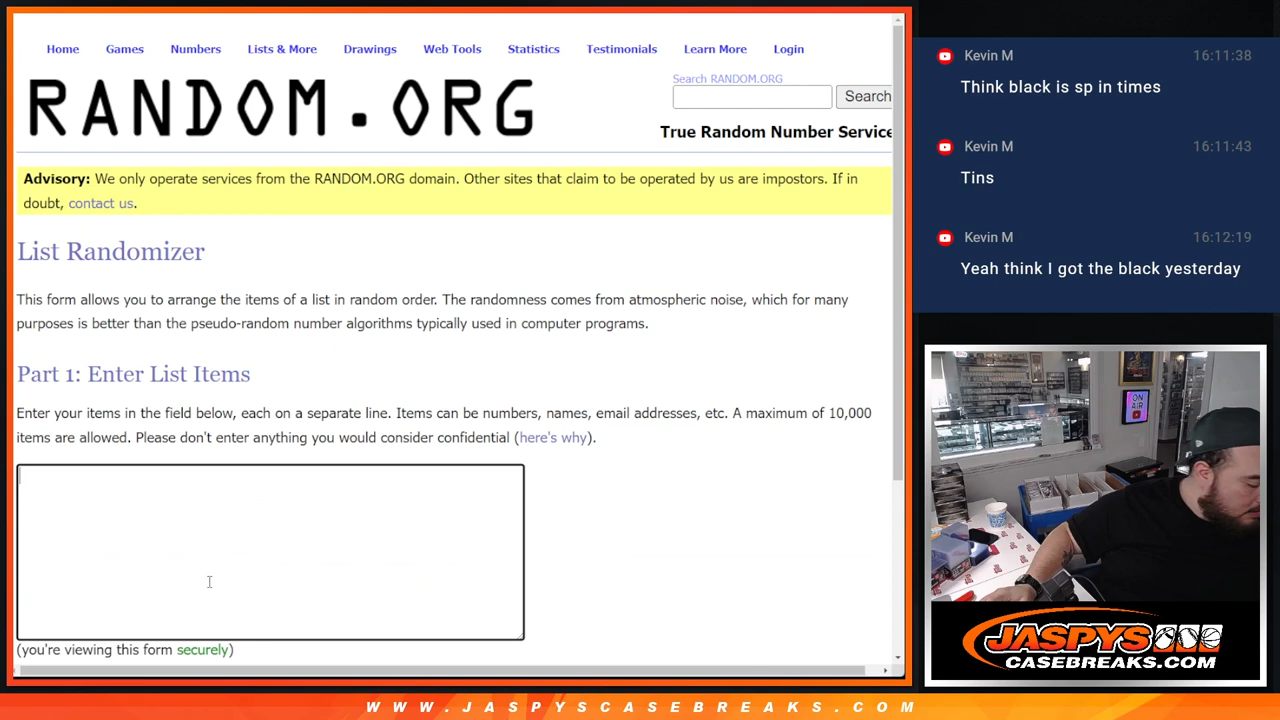 Home Games Numbers Lists & More Drawings Web Tools Statistics Testimonials Learn More Login
RANDOM.ORG
Search RANDOM.ORG
Search
True Random Number Service
Advisory: We only operate services from the RANDOM.ORG domain. Other sites that claim to be operated by us are impostors. If in
doubt, contact us.
List Randomizer
This form allows you to arrange the items of a list in random order. The randomness comes from atmospheric noise, which for many
purposes is better than the pseudo-random number algorithms typically used in computer programs.
Part 1: Enter List Items
Enter your items in the field below, each on a separate line. Items can be numbers, names, email addresses, etc. A maximum of 10,000
items are allowed. Please don't enter anything you would consider confidential (here's why).
(you're viewing this form securely)
Kevin M 16:11:38
Think black is sp in times
Kevin M 16:11:43
Tins
Kevin M 16:12:19
Yeah think I got the black yesterday
ON
AIR
JASPYS
CASEBREAKS.COM
WWW.JASPYSCASEBREAKS.COM